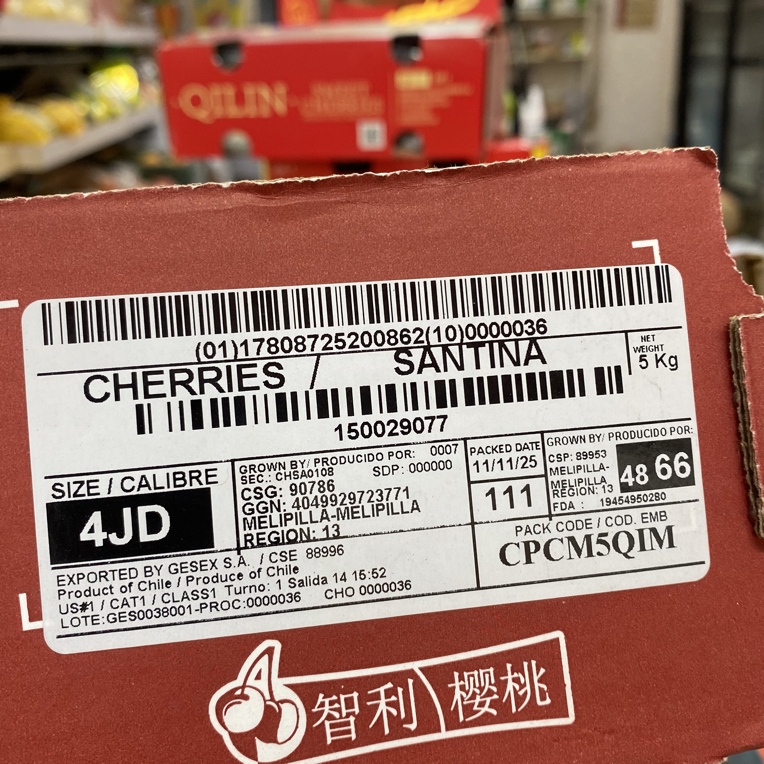 QILIN
(01)17808725200862(10)0000036
CHERRIES / SANTINA
NET
WEIGHT
5 Kg
150029077
SIZE / CALIBRE
4JD
GROWN BY/ PRODUCIDO POR: 0007
SEC.: CHSA0108 SDP: 000000
CSG: 90786
GGN: 4049929723771
MELIPILLA-MELIPILLA
REGION: 13
PACKED DATE
11/11/25
111
GROWN BY/ PRODUCIDO POR:
CSP: 89953
MELIPILLA-
MELIPILLA
REGION: 13
FDA : 19454950280
48 66
PACK CODE / COD. EMB
CPCM5QIM
EXPORTED BY GESEX S.A. / CSE 88996
Product of Chile / Produce of Chile
US#1 / CAT1 / CLASS1 Turno: 1 Salida 14 15:52
LOTE:GES0038001-PROC:0000036 CHO 0000036
智利 樱桃